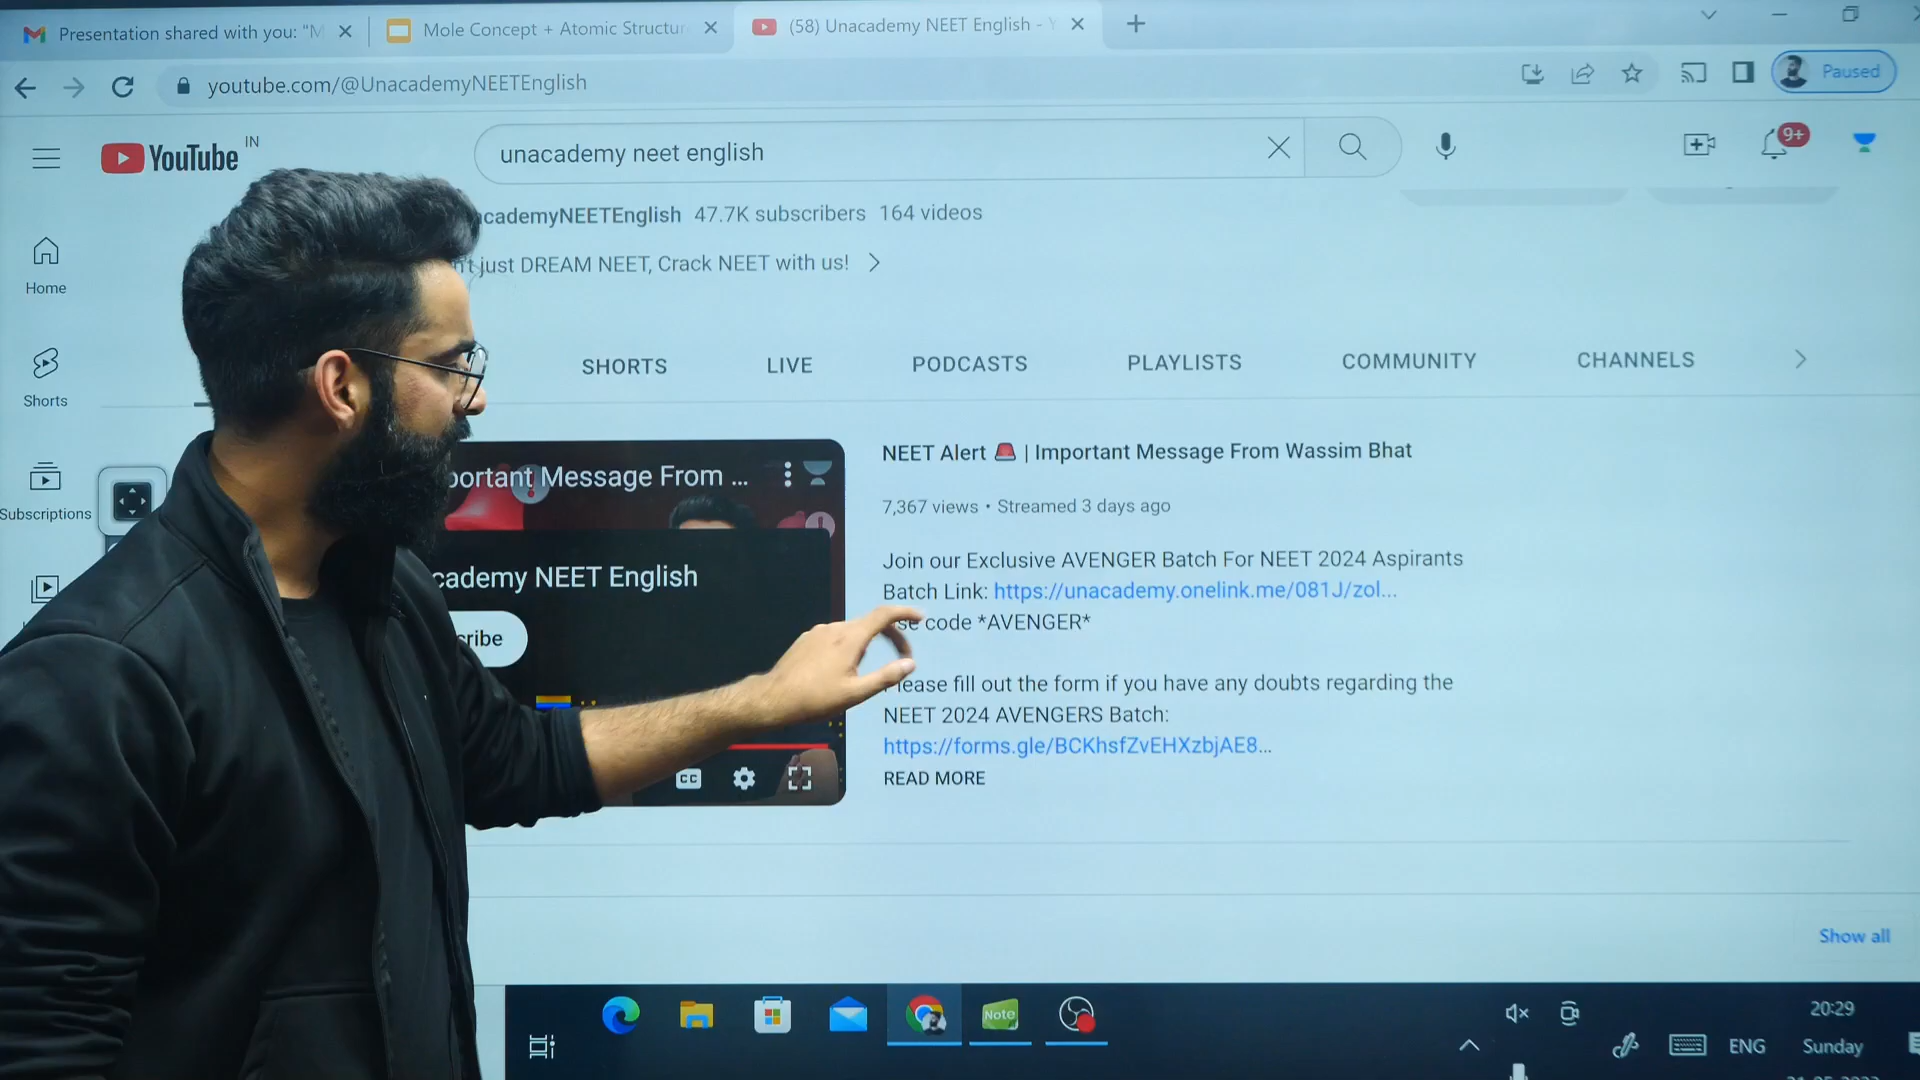 Presentation shared with you: "M
Mole Concept + Atomic Structur
(58) Unacademy NEET English -
youtube.com/@UnacademyNEETEnglish
Paused
YouTube IN
unacademy neet english
9+
cademyNEETEnglish 47.7K subscribers 164 videos
just DREAM NEET, Crack NEET with us!
Home
Shorts
Subscriptions
SHORTS LIVE PODCASTS PLAYLISTS COMMUNITY CHANNELS
portant Message From ...
cademy NEET English
cribe
CC
NEET Alert 🚨 | Important Message From Wassim Bhat
7,367 views • Streamed 3 days ago
Join our Exclusive AVENGER Batch For NEET 2024 Aspirants
Batch Link: https://unacademy.onelink.me/081J/zol...
se code *AVENGER*
lease fill out the form if you have any doubts regarding the
NEET 2024 AVENGERS Batch:
https://forms.gle/BCKhsfZvEHXzbjAE8...
READ MORE
Show all
Note
ENG
20:29
Sunday